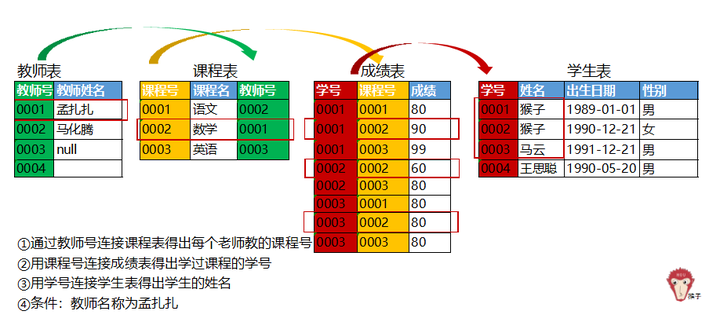 教师表 课程表 成绩表 学生表
教师号 教师姓名 课程号 课程名 教师号 学号 课程号 成绩 学号 姓名 出生日期 性别
0001 孟扎扎 0001 语文 0002 0001 0001 80 0001 猴子 1989-01-01 男
0002 马化腾 0002 数学 0001 0001 0002 90 0002 猴子 1990-12-21 女
0003 null 0003 英语 0003 0001 0003 99 0003 马云 1991-12-21 男
0004 0002 0002 60 0004 王思聪 1990-05-20 男
0002 0003 80
0003 0001 80
0003 0002 80
0003 0003 80
①通过教师号连接课程表得出每个老师教的课程号
②用课程号连接成绩表得出学过课程的学号
③用学号连接学生表得出学生的姓名
④条件：教师名称为孟扎扎
猴子